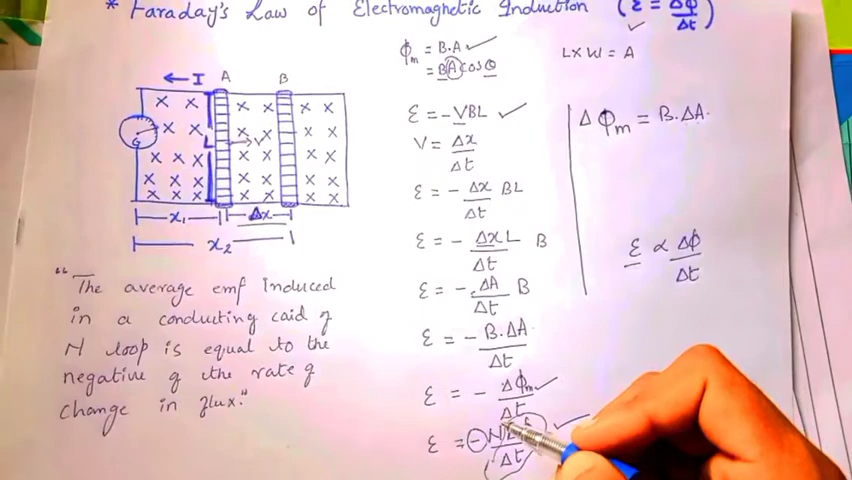 * Faraday's Law of Electromagnetic Induction (ε = Δϕ/Δt)
ϕm = B.A
= BA cosθ
L x W = A
← I A B
G L → V
x₁ Δx
x₂
ε = -VBL
V = Δx/Δt
ε = - Δx/Δt BL
ε = - ΔxL/Δt B
ε = - ΔA/Δt B
ε = - B.ΔA/Δt
ε = - Δϕm/Δt
ε = - N
Δt
Δϕm = B.ΔA
ε ∝ Δϕ/Δt
"The average emf Induced
in a conducting coid of
N loop is equal to the
negative of the rate of
change in flux."